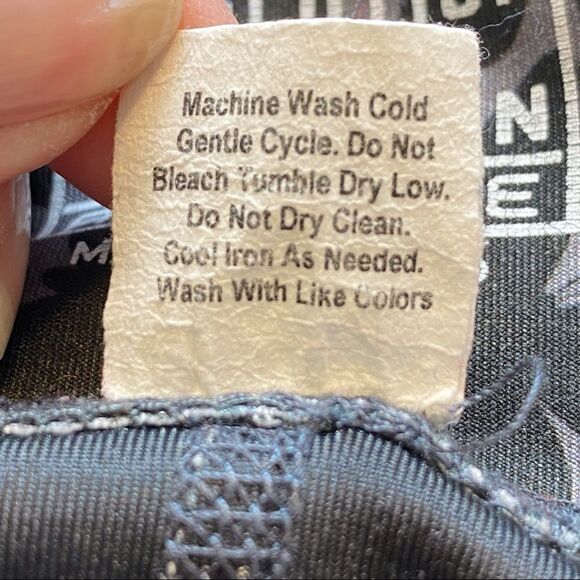 Machine Wash Cold
Gentle Cycle. Do Not
Bleach Tumble Dry Low.
Do Not Dry Clean.
Cool Iron As Needed.
Wash With Like Colors
N
E
M